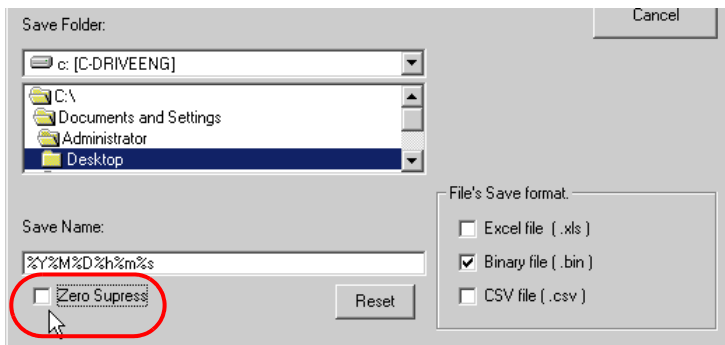 Save Folder:
Cancel
c: [C-DRIVEENG]
C:\
Documents and Settings
Administrator
Desktop
File's Save format.
Save Name:
Excel file ( .xls )
%Y%M%D%h%m%s
Binary file ( .bin )
Zero Supress
Reset
CSV file ( .csv )